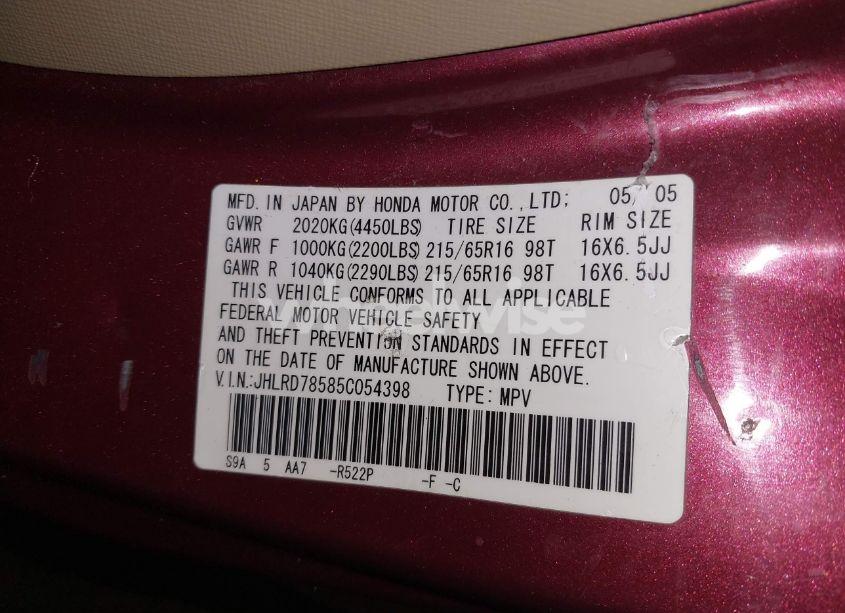 MFD. IN JAPAN BY HONDA MOTOR CO.,LTD; 05/05
GVWR 2020KG(4450LBS) TIRE SIZE RIM SIZE
GAWR F 1000KG(2200LBS) 215/65R16 98T 16X6.5JJ
GAWR R 1040KG(2290LBS) 215/65R16 98T 16X6.5JJ
THIS VEHICLE CONFORMS TO ALL APPLICABLE
FEDERAL MOTOR VEHICLE SAFETY
AND THEFT PREVENTION STANDARDS IN EFFECT
ON THE DATE OF MANUFACTURE SHOWN ABOVE.
V.I.N.:JHLRD78585C054398 TYPE: MPV
S9A 5 AA7 -R522P -F -C